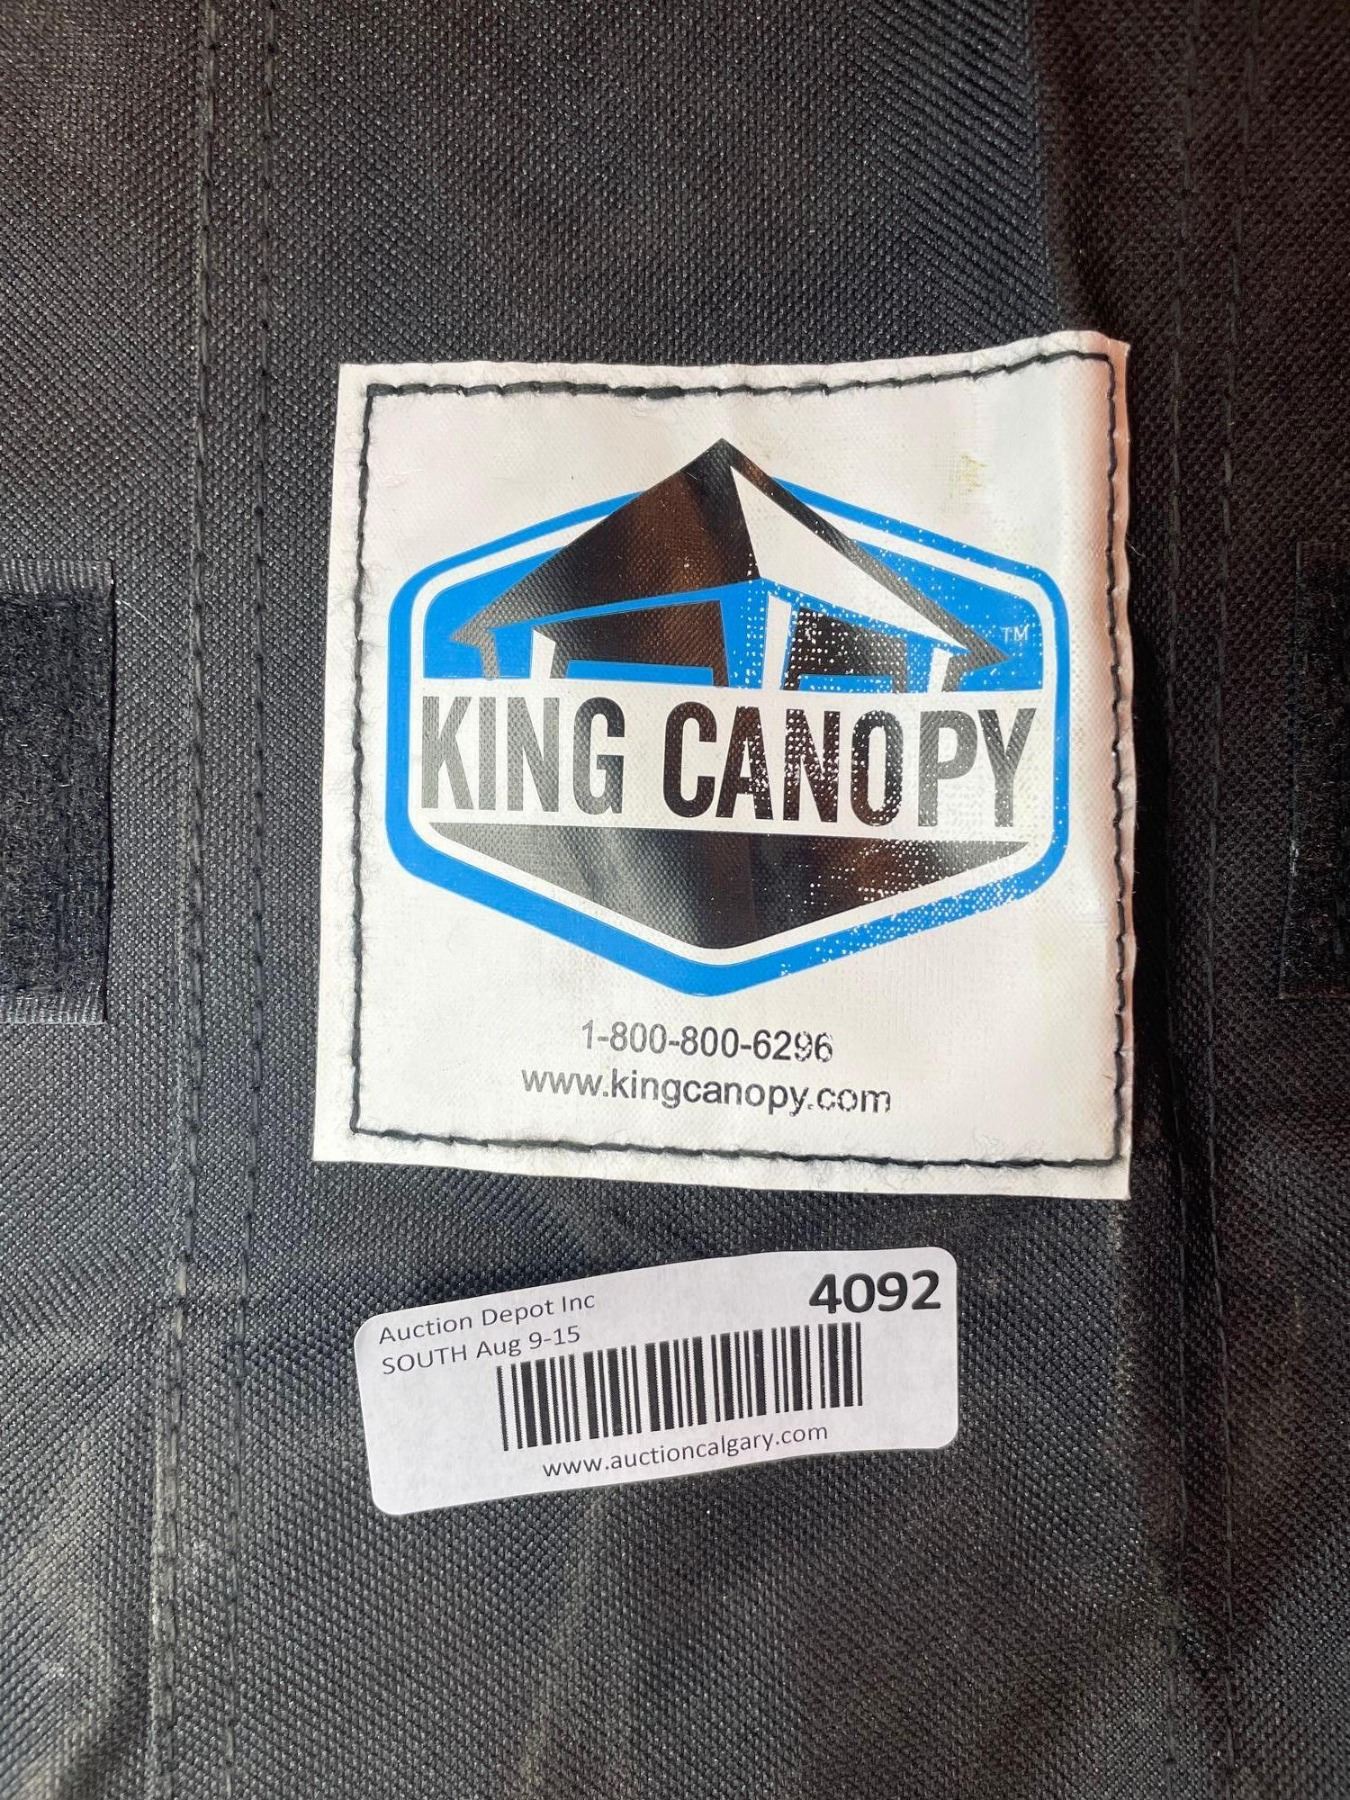 TM
KING CANOPY
1-800-800-6296
www.kingcanopy.com
Auction Depot Inc
4092
SOUTH Aug 9-15
www.auctioncalgary.com